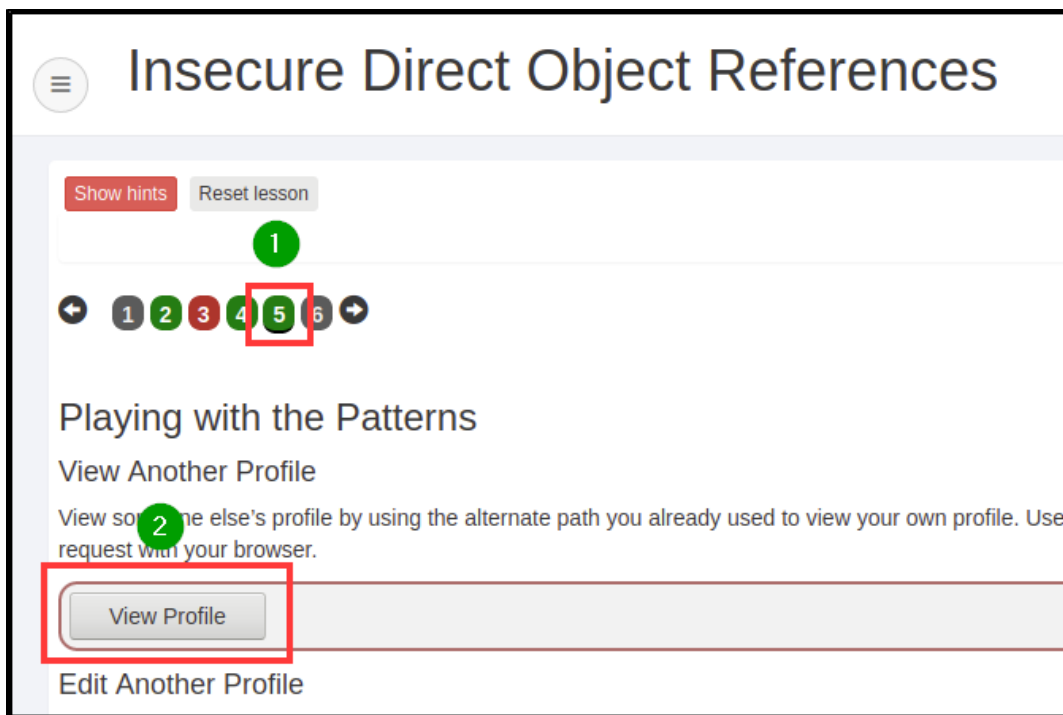 Insecure Direct Object References
Show hints Reset lesson
1
1 2 3 4 5 6
Playing with the Patterns
View Another Profile
View someone else’s profile by using the alternate path you already used to view your own profile. Use
2
request with your browser.
View Profile
Edit Another Profile